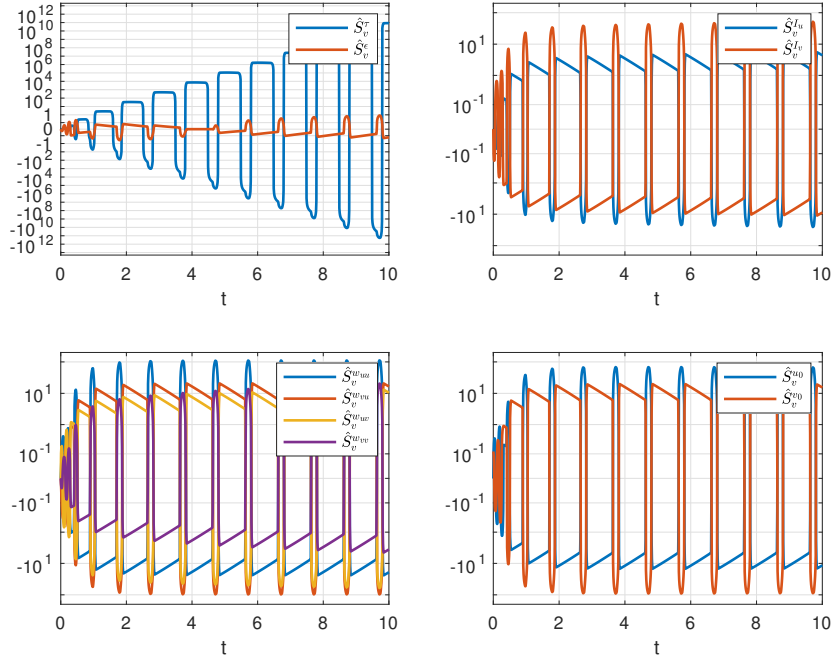 10^12
10^10
10^8
10^6
10^4
10^2
1
0
-1
-10^2
-10^4
-10^6
-10^8
-10^10
-10^12
0 2 4 6 8 10
t
Ŝ_v^τ
Ŝ_v^ϵ
10^1
10^-1
-10^-1
-10^1
0 2 4 6 8 10
t
Ŝ_v^{I_u}
Ŝ_v^{I_v}
10^1
10^-1
-10^-1
-10^1
0 2 4 6 8 10
t
Ŝ_v^{w_{uu}}
Ŝ_v^{w_{vu}}
Ŝ_v^{w_{uv}}
Ŝ_v^{w_{vv}}
10^1
10^-1
-10^-1
-10^1
0 2 4 6 8 10
t
Ŝ_v^{u_0}
Ŝ_v^{v_0}